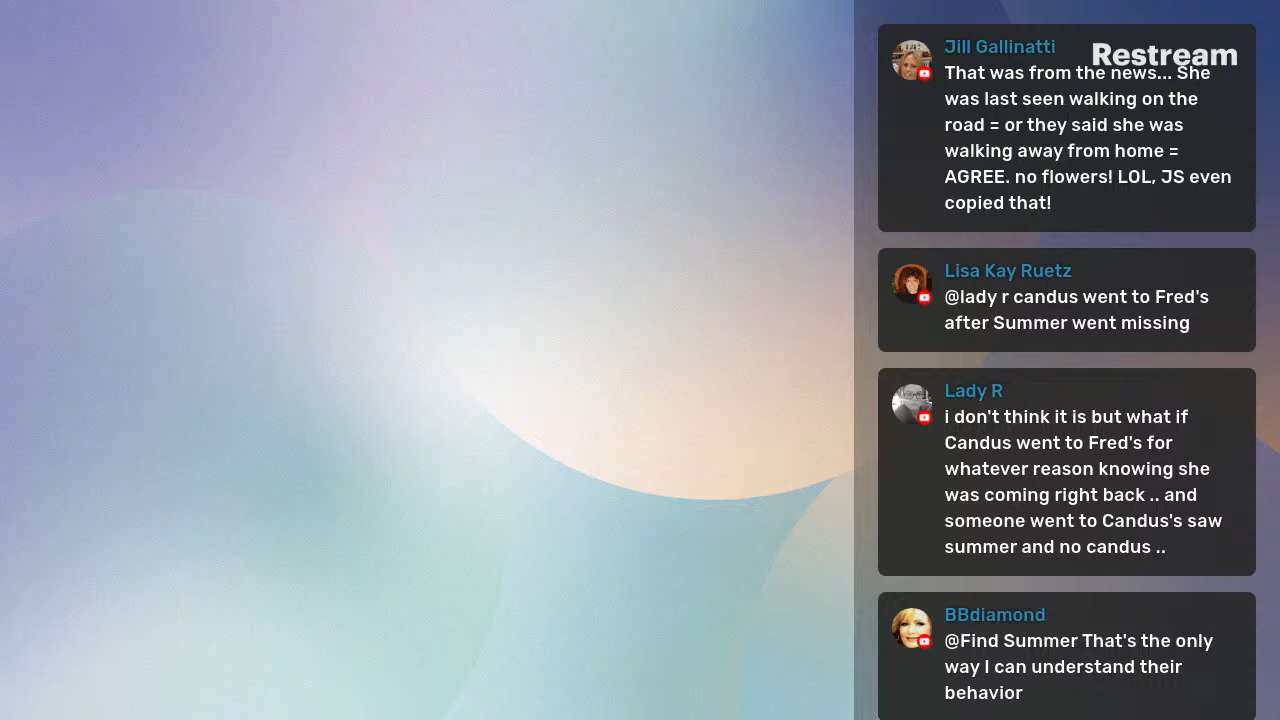 Restream
Jill Gallinatti
That was from the news... She
was last seen walking on the
road = or they said she was
walking away from home =
AGREE. no flowers! LOL, JS even
copied that!
Lisa Kay Ruetz
@lady r candus went to Fred's
after Summer went missing
Lady R
i don't think it is but what if
Candus went to Fred's for
whatever reason knowing she
was coming right back .. and
someone went to Candus's saw
summer and no candus ..
BBdiamond
@Find Summer That's the only
way I can understand their
behavior